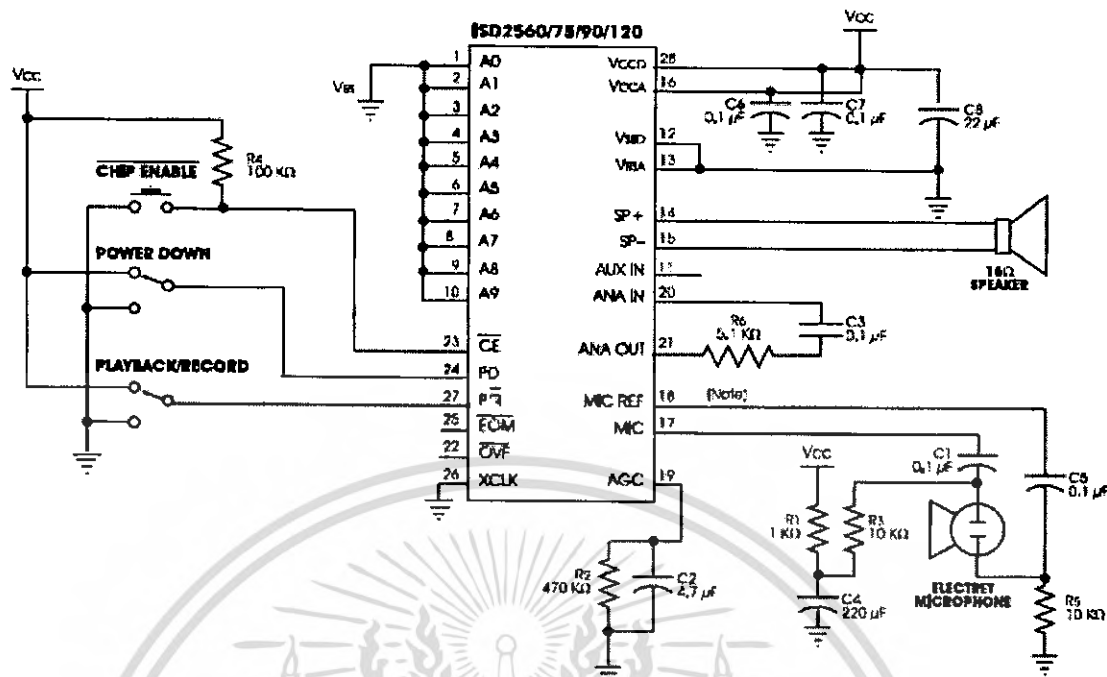 ISD2560/75/90/120
VCC
VCC
CHIP ENABLE
R4
100 KΩ
POWER DOWN
PLAYBACK/RECORD
1 A0
2 A1
3 A2
4 A3
5 A4
6 A5
7 A6
8 A7
9 A8
10 A9
23 CE
24 PD
27
25 EOM
22 OVF
26 XCLK
VCCD 28
VCCA 16
12
13
SP+ 14
SP– 15
AUX IN 11
ANA IN 20
ANA OUT 21
MIC REF 18 (Note)
MIC 17
AGC 19
C6
0.1 µF
C7
0.1 µF
C8
22 µF
16Ω
SPEAKER
R6
5.1 KΩ
C3
0.1 µF
C1
0.1 µF
C5
0.1 µF
VCC
R1
1 KΩ
R3
10 KΩ
C4
220 µF
ELECTRET
MICROPHONE
R5
10 KΩ
R2
470 KΩ
C2
4.7 µF